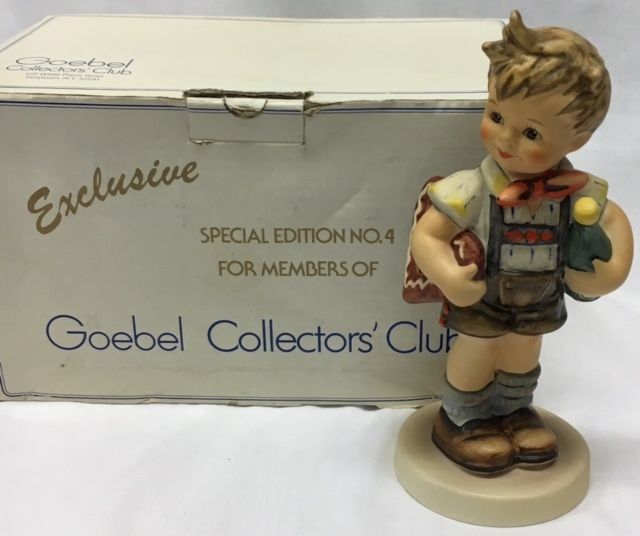 Goebel
Collectors' Club
Exclusive
SPECIAL EDITION NO. 4
FOR MEMBERS OF
Goebel Collectors' Club